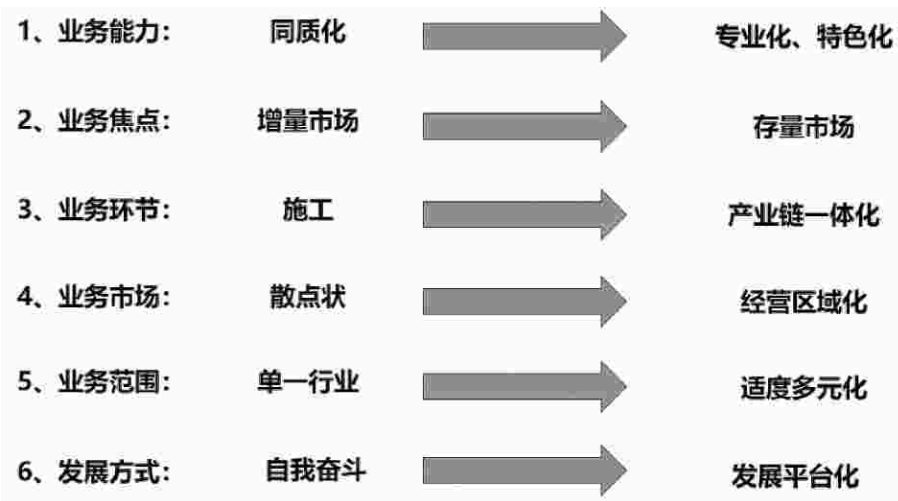 1、业务能力： 同质化 专业化、特色化
2、业务焦点： 增量市场 存量市场
3、业务环节： 施工 产业链一体化
4、业务市场： 散点状 经营区域化
5、业务范围： 单一行业 适度多元化
6、发展方式： 自我奋斗 发展平台化